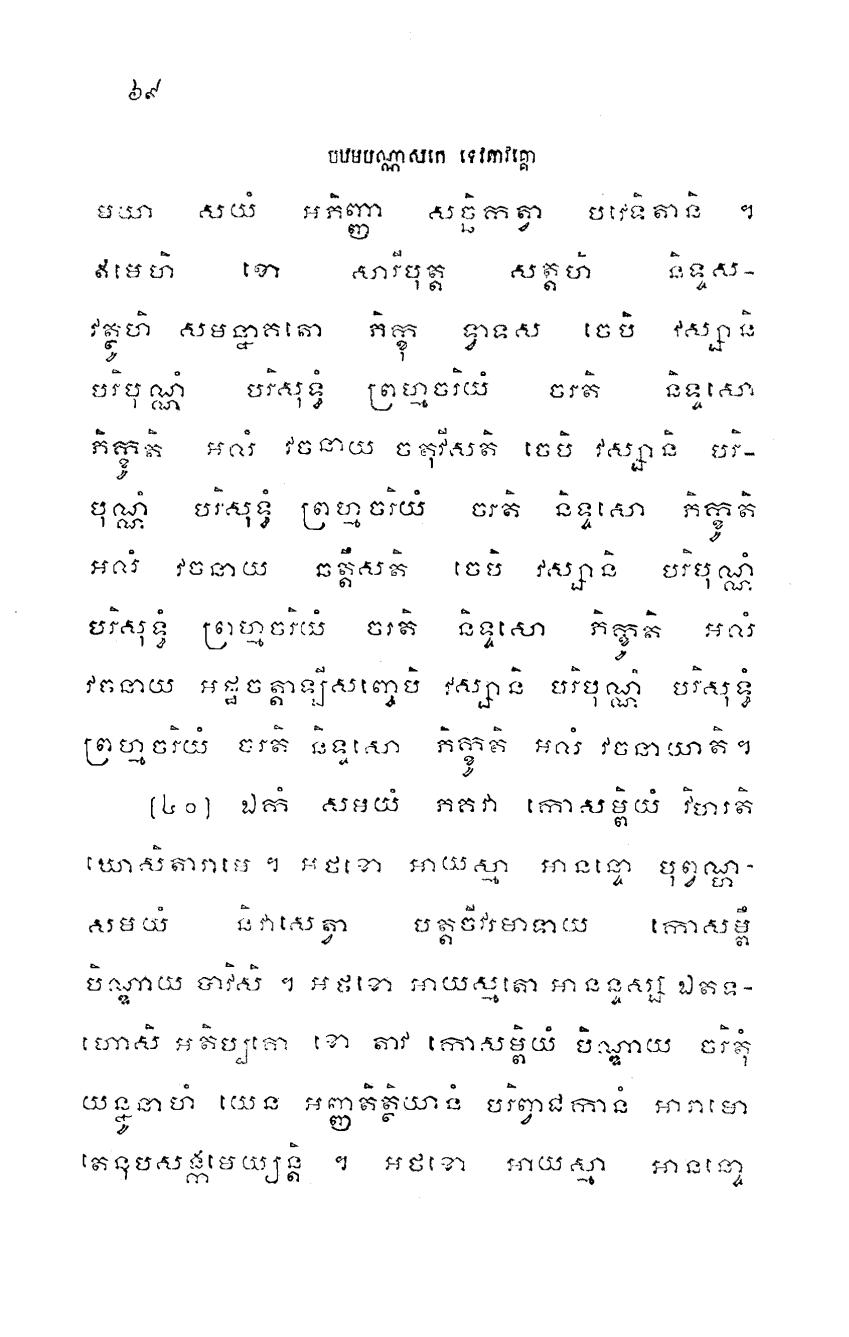 ៦៩
បឋមបណ្ណាសកេ ទេវតាវគ្គោ
មយា សយំ អភិញ្ញា សច្ឆិកត្វា បវេទិតានិ ។
ឥមេហិ ខោ សារីបុត្ត សត្តហិ និទ្ទស-
វត្ថូហិ សមន្នាគតោ ភិក្ខុ ទ្វាទស ចេបិ វស្សានិ
បរិបុណ្ណំ បរិសុទ្ធំ ព្រហ្មចរិយំ ចរតិ និទ្ទសោ
ភិក្ខូតិ អលំ វចនាយ ចតុវីសតិ ចេបិ វស្សានិ បរិ-
បុណ្ណំ បរិសុទ្ធំ ព្រហ្មចរិយំ ចរតិ និទ្ទសោ ភិក្ខូតិ
អលំ វចនាយ ឆត្តឹសតិ ចេបិ វស្សានិ បរិបុណ្ណំ
បរិសុទ្ធំ ព្រហ្មចរិយំ ចរតិ និទ្ទសោ ភិក្ខូតិ អលំ
វចនាយ អដ្ឋចត្តាឡីសញ្ចេបិ វស្សានិ បរិបុណ្ណំ បរិសុទ្ធំ
ព្រហ្មចរិយំ ចរតិ និទ្ទសោ ភិក្ខូតិ អលំ វចនាយាតិ។
[៤០] ឯកំ សមយំ ភគវា កោសម្ពិយំ វិហរតិ
ឃោសិតារាមេ ។ អថខោ អាយស្មា អានន្ទោ បុព្វណ្ហ-
សមយំ និវាសេត្វា បត្តចីវរមាទាយ កោសម្ពឹ
បិណ្ឌាយ បាវិសិ ។ អថខោ អាយស្មតោ អានន្ទស្ស ឯតទ-
ហោសិ អតិប្បគោ ខោ តាវ កោសម្ពិយំ បិណ្ឌាយ ចរិតុំ
យន្នូនាហំ យេន អញ្ញតិត្ថិយានំ បរិព្វាជកានំ អារាមោ
តេនុបសង្កមេយ្យន្តិ ។ អថខោ អាយស្មា អានន្ទោ